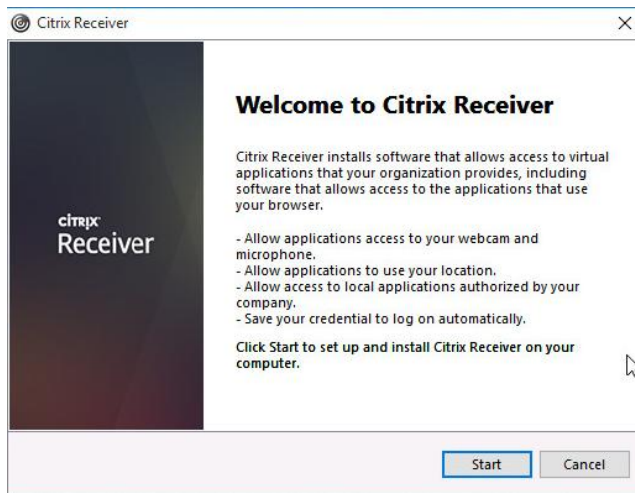 Citrix Receiver
Welcome to Citrix Receiver
Citrix Receiver installs software that allows access to virtual
applications that your organization provides, including
software that allows access to the applications that use
your browser.
- Allow applications access to your webcam and
microphone.
- Allow applications to use your location.
- Allow access to local applications authorized by your
company.
- Save your credential to log on automatically.
Click Start to set up and install Citrix Receiver on your
computer.
citrix
Receiver
Start Cancel